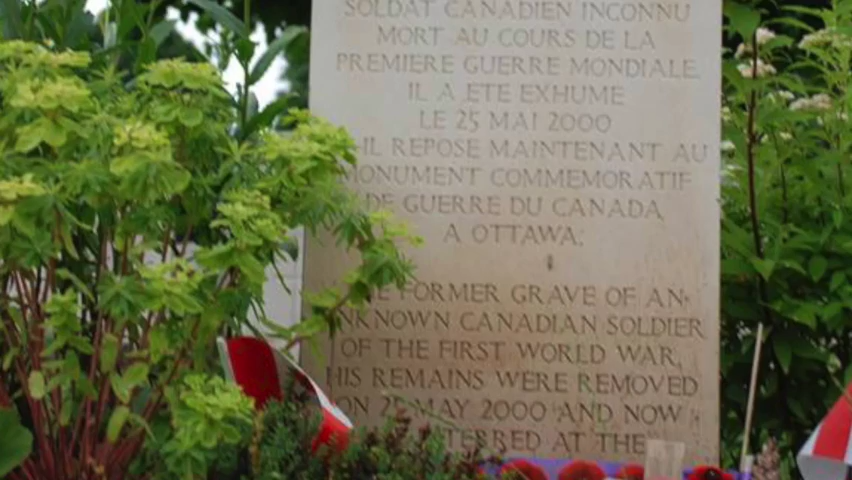 SOLDAT CANADIEN INCONNU
MORT AU COURS DE LA
PREMIERE GUERRE MONDIALE.
IL A ETE EXHUME
LE 25 MAI 2000
IL REPOSE MAINTENANT AU
MONUMENT COMMEMORATIF
DE GUERRE DU CANADA
A OTTAWA.
FORMER GRAVE OF AN
UNKNOWN CANADIAN SOLDIER
OF THE FIRST WORLD WAR.
HIS REMAINS WERE REMOVED
ON 25 MAY 2000 AND NOW
AT THE